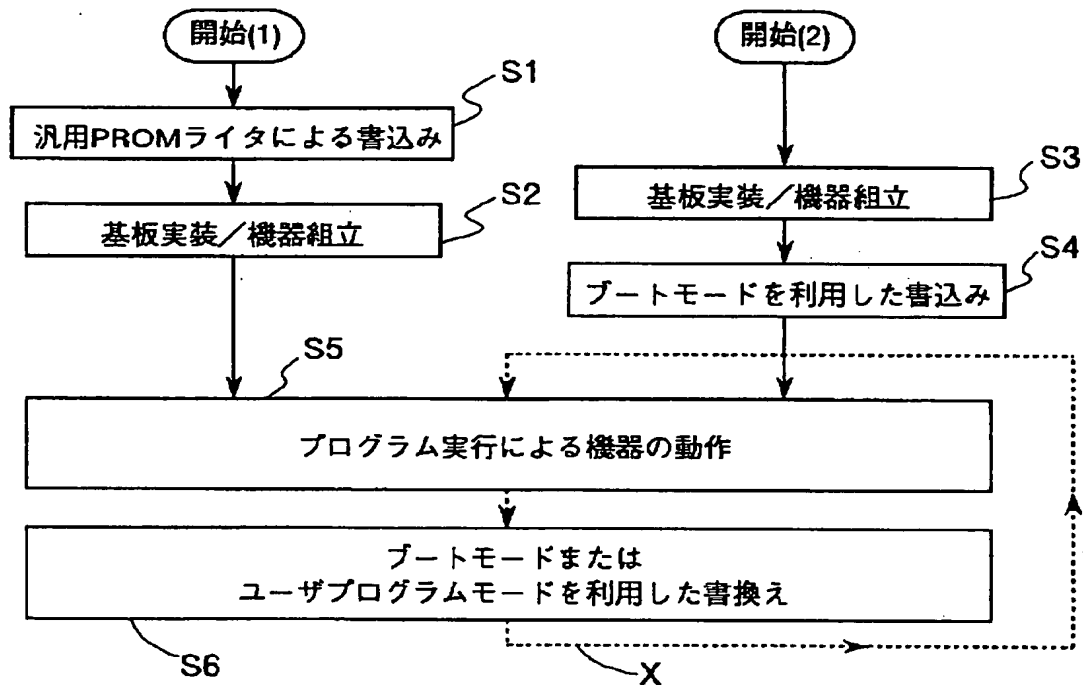 開始(1)
開始(2)
S1
汎用PROMライタによる書込み
S3
基板実装/機器組立
S2
基板実装/機器組立
S4
ブートモードを利用した書込み
S5
プログラム実行による機器の動作
ブートモードまたは
ユーザプログラムモードを利用した書換え
S6
X